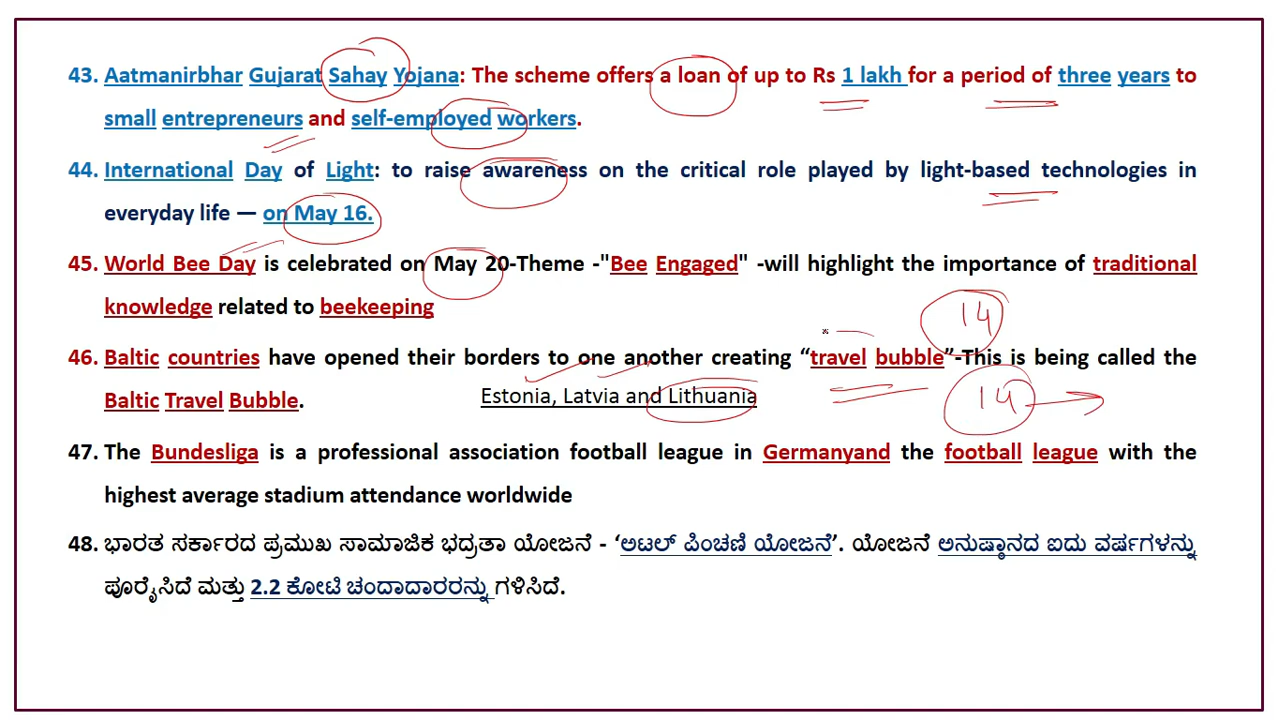 43. Aatmanirbhar Gujarat Sahay Yojana: The scheme offers a loan of up to Rs 1 lakh for a period of three years to
small entrepreneurs and self-employed workers.
44. International Day of Light: to raise awareness on the critical role played by light-based technologies in
everyday life — on May 16.
45. World Bee Day is celebrated on May 20-Theme -"Bee Engaged" -will highlight the importance of traditional
knowledge related to beekeeping
14
46. Baltic countries have opened their borders to one another creating “travel bubble”-This is being called the
Baltic Travel Bubble. Estonia, Latvia and Lithuania 14
47. The Bundesliga is a professional association football league in Germanyand the football league with the
highest average stadium attendance worldwide
48. ಭಾರತ ಸರ್ಕಾರದ ಪ್ರಮುಖ ಸಾಮಾಜಿಕ ಭದ್ರತಾ ಯೋಜನೆ - ‘ಅಟಲ್ ಪಿಂಚಣಿ ಯೋಜನೆ’. ಯೋಜನೆ ಅನುಷ್ಠಾನದ ಐದು ವರ್ಷಗಳನ್ನು
ಪೂರೈಸಿದೆ ಮತ್ತು 2.2 ಕೋಟಿ ಚಂದಾದಾರರನ್ನು ಗಳಿಸಿದೆ.